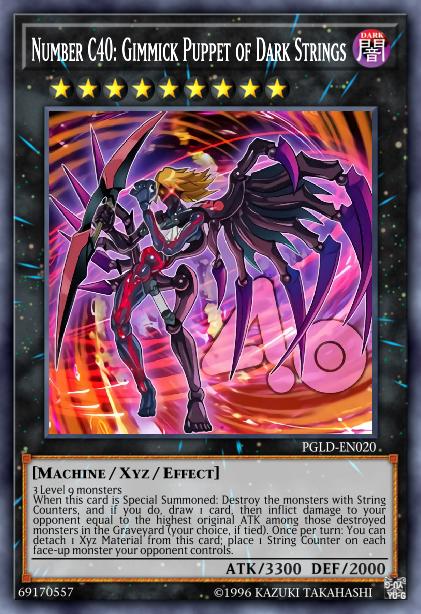 NUMBER C40: GIMMICK PUPPET OF DARK STRINGS
DARK
闇
40
PGLD-EN020
[MACHINE / XYZ / EFFECT]
3 Level 9 monsters
When this card is Special Summoned: Destroy the monsters with String
Counters, and if you do, draw 1 card, then inflict damage to your
opponent equal to the highest original ATK among those destroyed
monsters in the Graveyard (your choice, if tied). Once per turn: You can
detach 1 Xyz Material from this card; place 1 String Counter on each
face-up monster your opponent controls.
ATK/3300 DEF/2000
69170557
©1996 KAZUKI TAKAHASHI